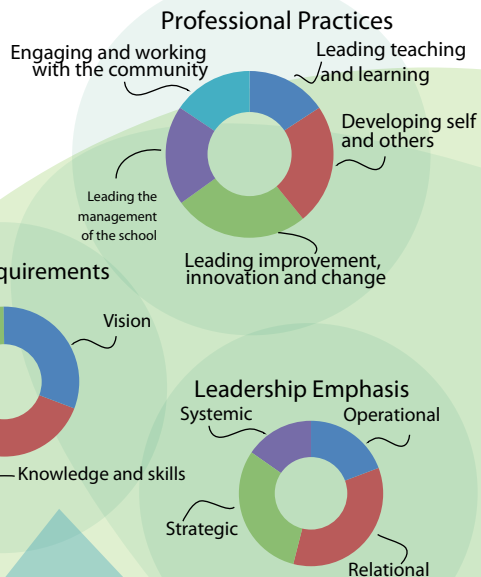 Professional Practices
Engaging and working
with the community
Leading teaching
and learning
Developing self
and others
Leading the
management
of the school
Leading improvement,
innovation and change
quirements
Vision
Knowledge and skills
Leadership Emphasis
Systemic
Operational
Strategic
Relational